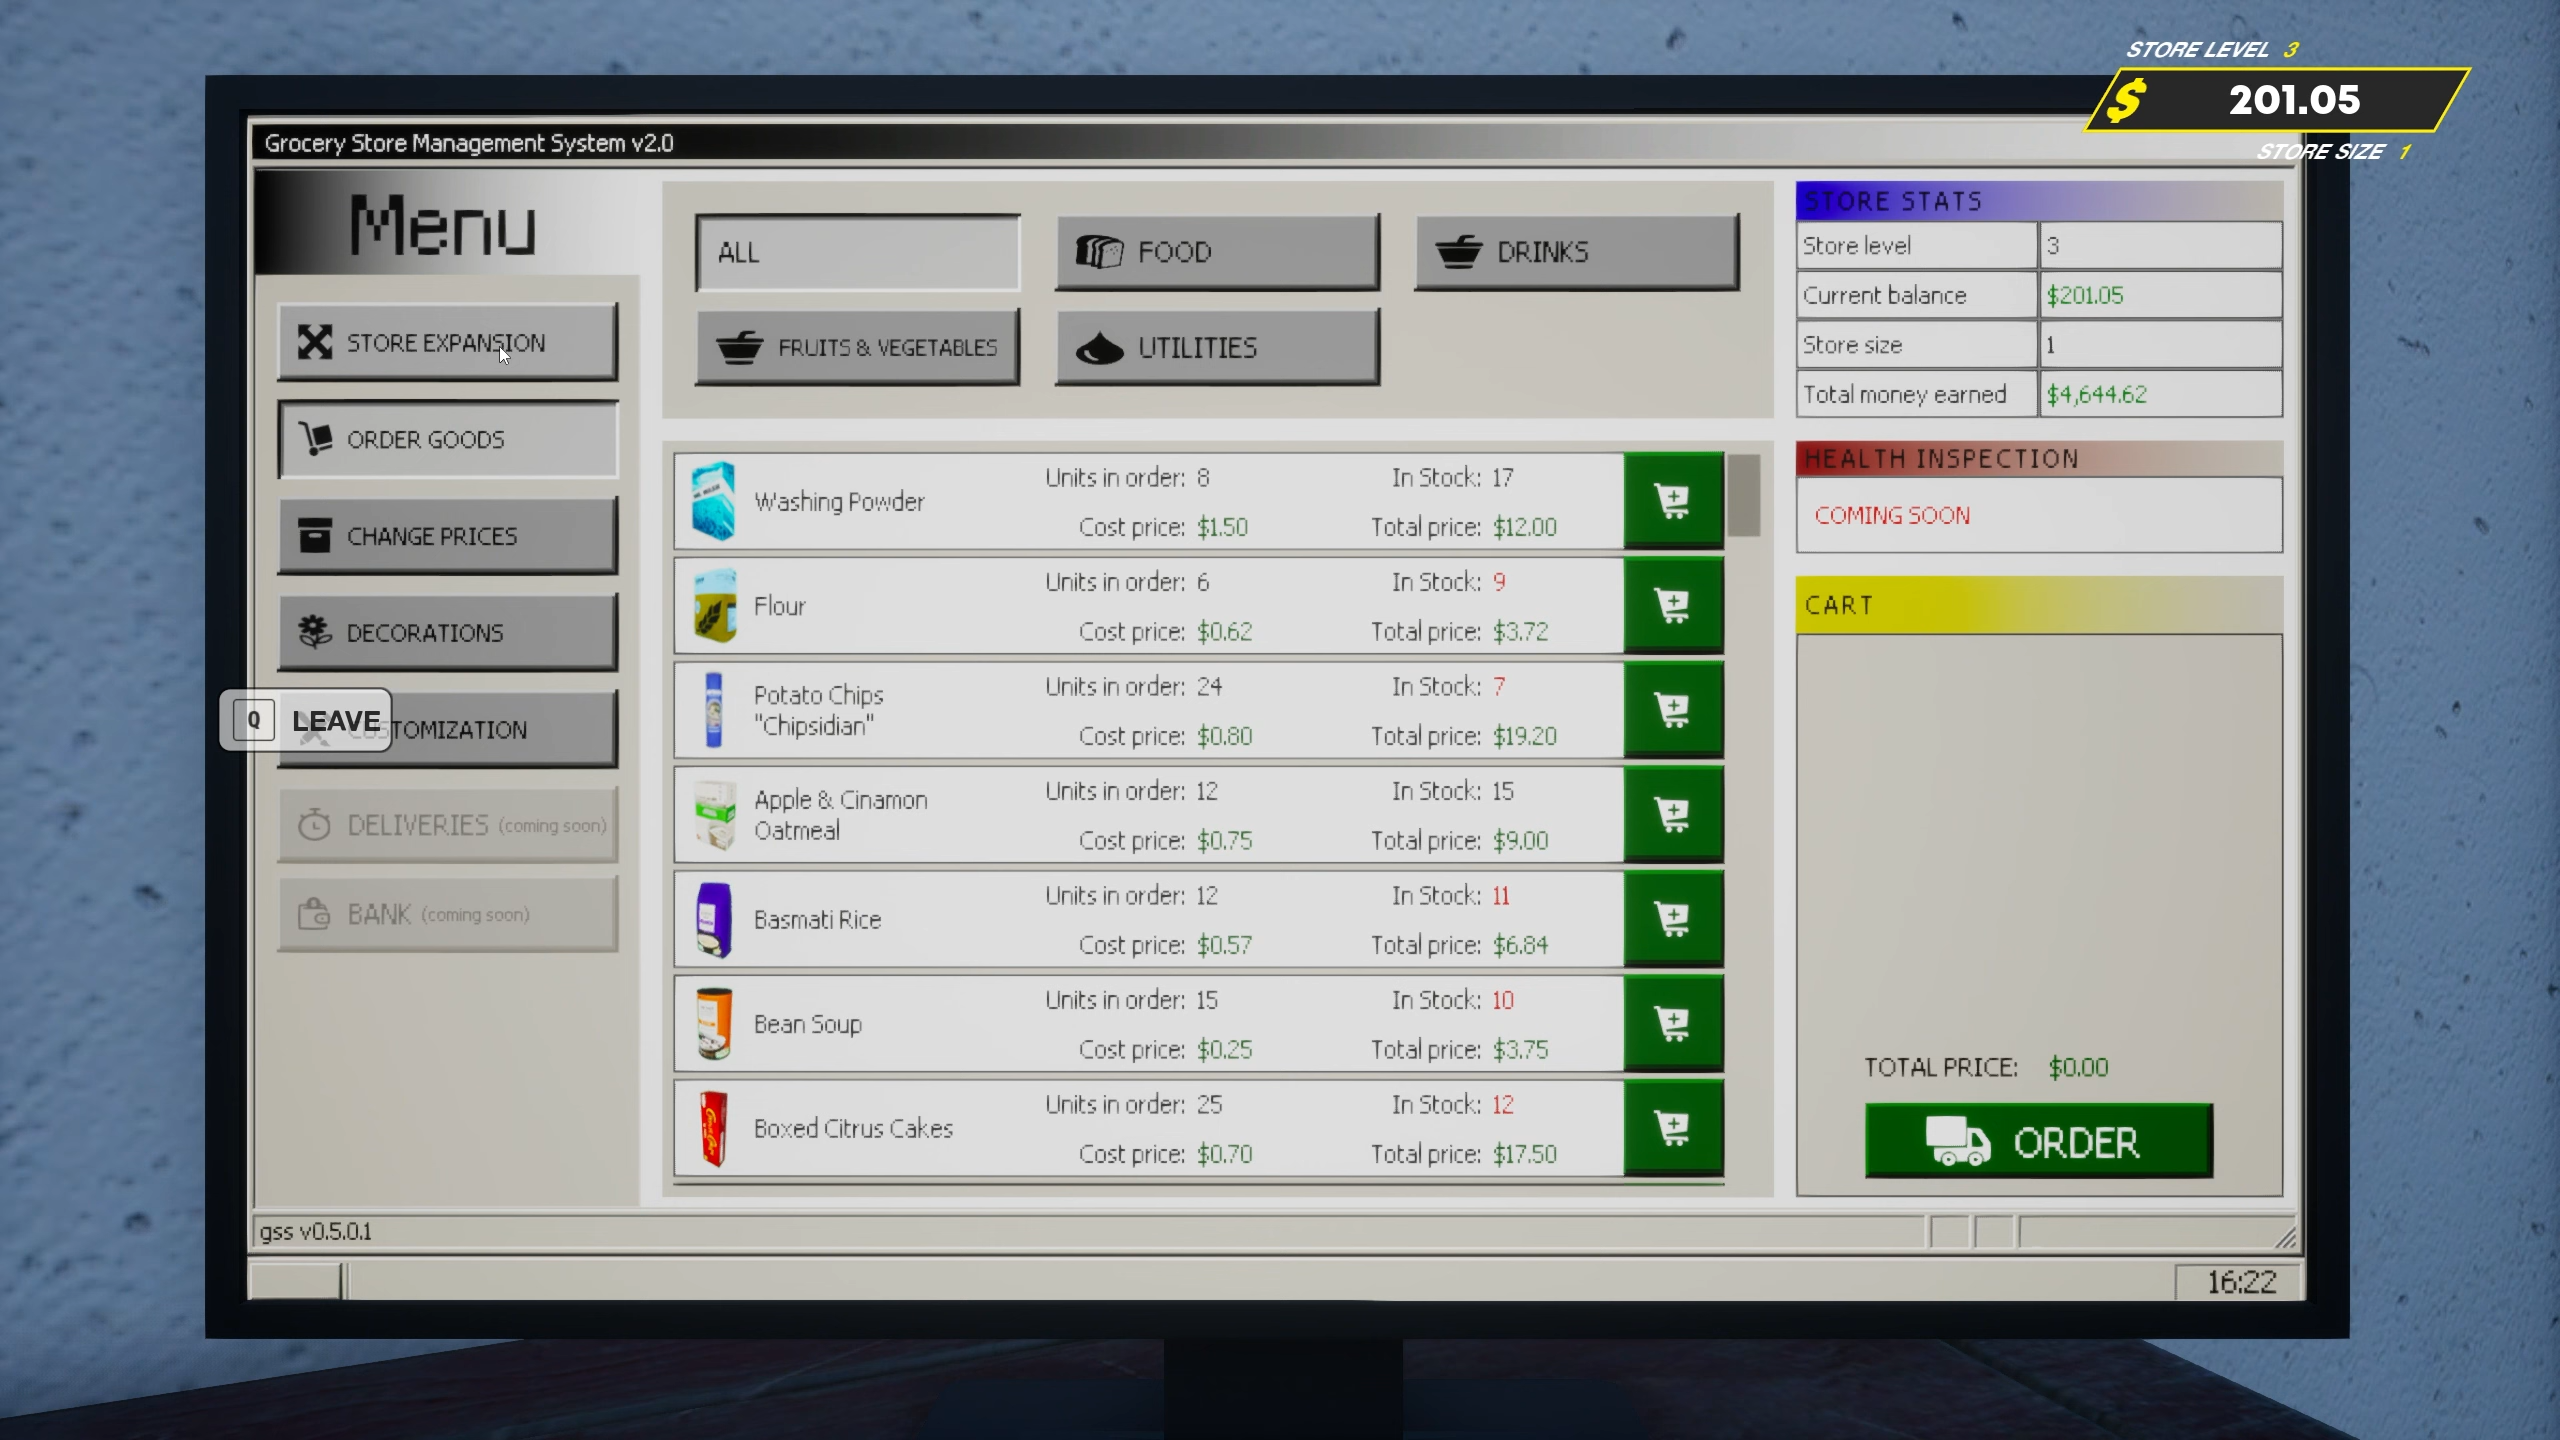 STORE LEVEL 3
$ 201.05
STORE SIZE 1
Grocery Store Management System v2.0
Menu
STORE EXPANSION
ORDER GOODS
CHANGE PRICES
DECORATIONS
Q LEAVE
STOMIZATION
DELIVERIES (coming soon)
BANK (coming soon)
ALL
FOOD
DRINKS
FRUITS & VEGETABLES
UTILITIES
Washing Powder
Units in order: 8
In Stock: 17
Cost price: $1.50
Total price: $12.00
Flour
Units in order: 6
In Stock: 9
Cost price: $0.62
Total price: $3.72
Potato Chips
"Chipsidian"
Units in order: 24
In Stock: 7
Cost price: $0.80
Total price: $19.20
Apple & Cinamon
Oatmeal
Units in order: 12
In Stock: 15
Cost price: $0.75
Total price: $9.00
Basmati Rice
Units in order: 12
In Stock: 11
Cost price: $0.57
Total price: $6.84
Bean Soup
Units in order: 15
In Stock: 10
Cost price: $0.25
Total price: $3.75
Boxed Citrus Cakes
Units in order: 25
In Stock: 12
Cost price: $0.70
Total price: $17.50
STORE STATS
Store level 3
Current balance $201.05
Store size 1
Total money earned $4,644.62
HEALTH INSPECTION
COMING SOON
CART
TOTAL PRICE: $0.00
ORDER
gss v0.5.0.1
16:22